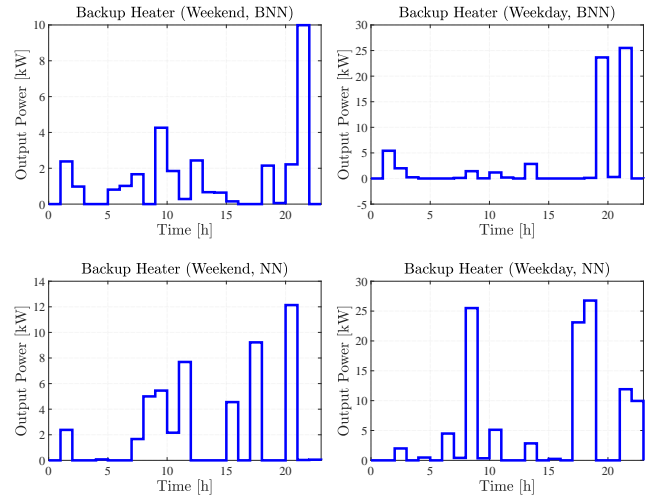 Backup Heater (Weekend, BNN)
Output Power [kW]
10
8
6
4
2
0
0 5 10 15 20
Time [h]
Backup Heater (Weekday, BNN)
Output Power [kW]
30
25
20
15
10
5
0
-5
0 5 10 15 20
Time [h]
Backup Heater (Weekend, NN)
Output Power [kW]
14
12
10
8
6
4
2
0
0 5 10 15 20
Time [h]
Backup Heater (Weekday, NN)
Output Power [kW]
30
25
20
15
10
5
0
0 5 10 15 20
Time [h]